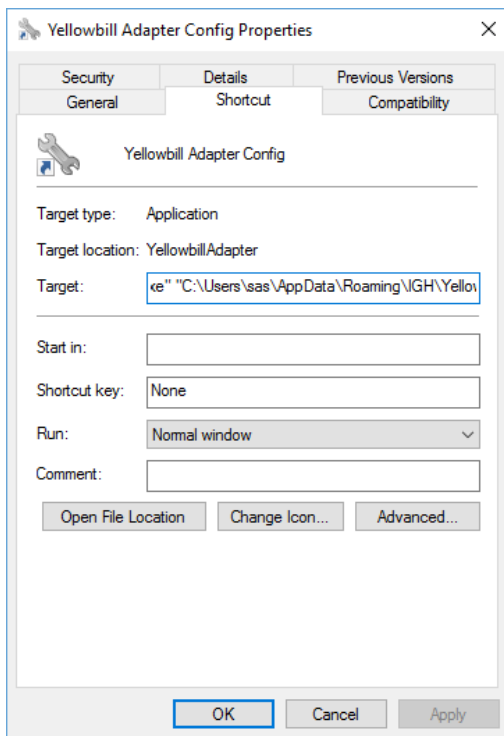 Yellowbill Adapter Config Properties
Security Details Previous Versions
General Shortcut Compatibility
Yellowbill Adapter Config
Target type: Application
Target location: YellowbillAdapter
Target: xe" "C:\Users\sas\AppData\Roaming\IGH\Yellow
Start in:
Shortcut key: None
Run: Normal window
Comment:
Open File Location Change Icon... Advanced...
OK Cancel Apply